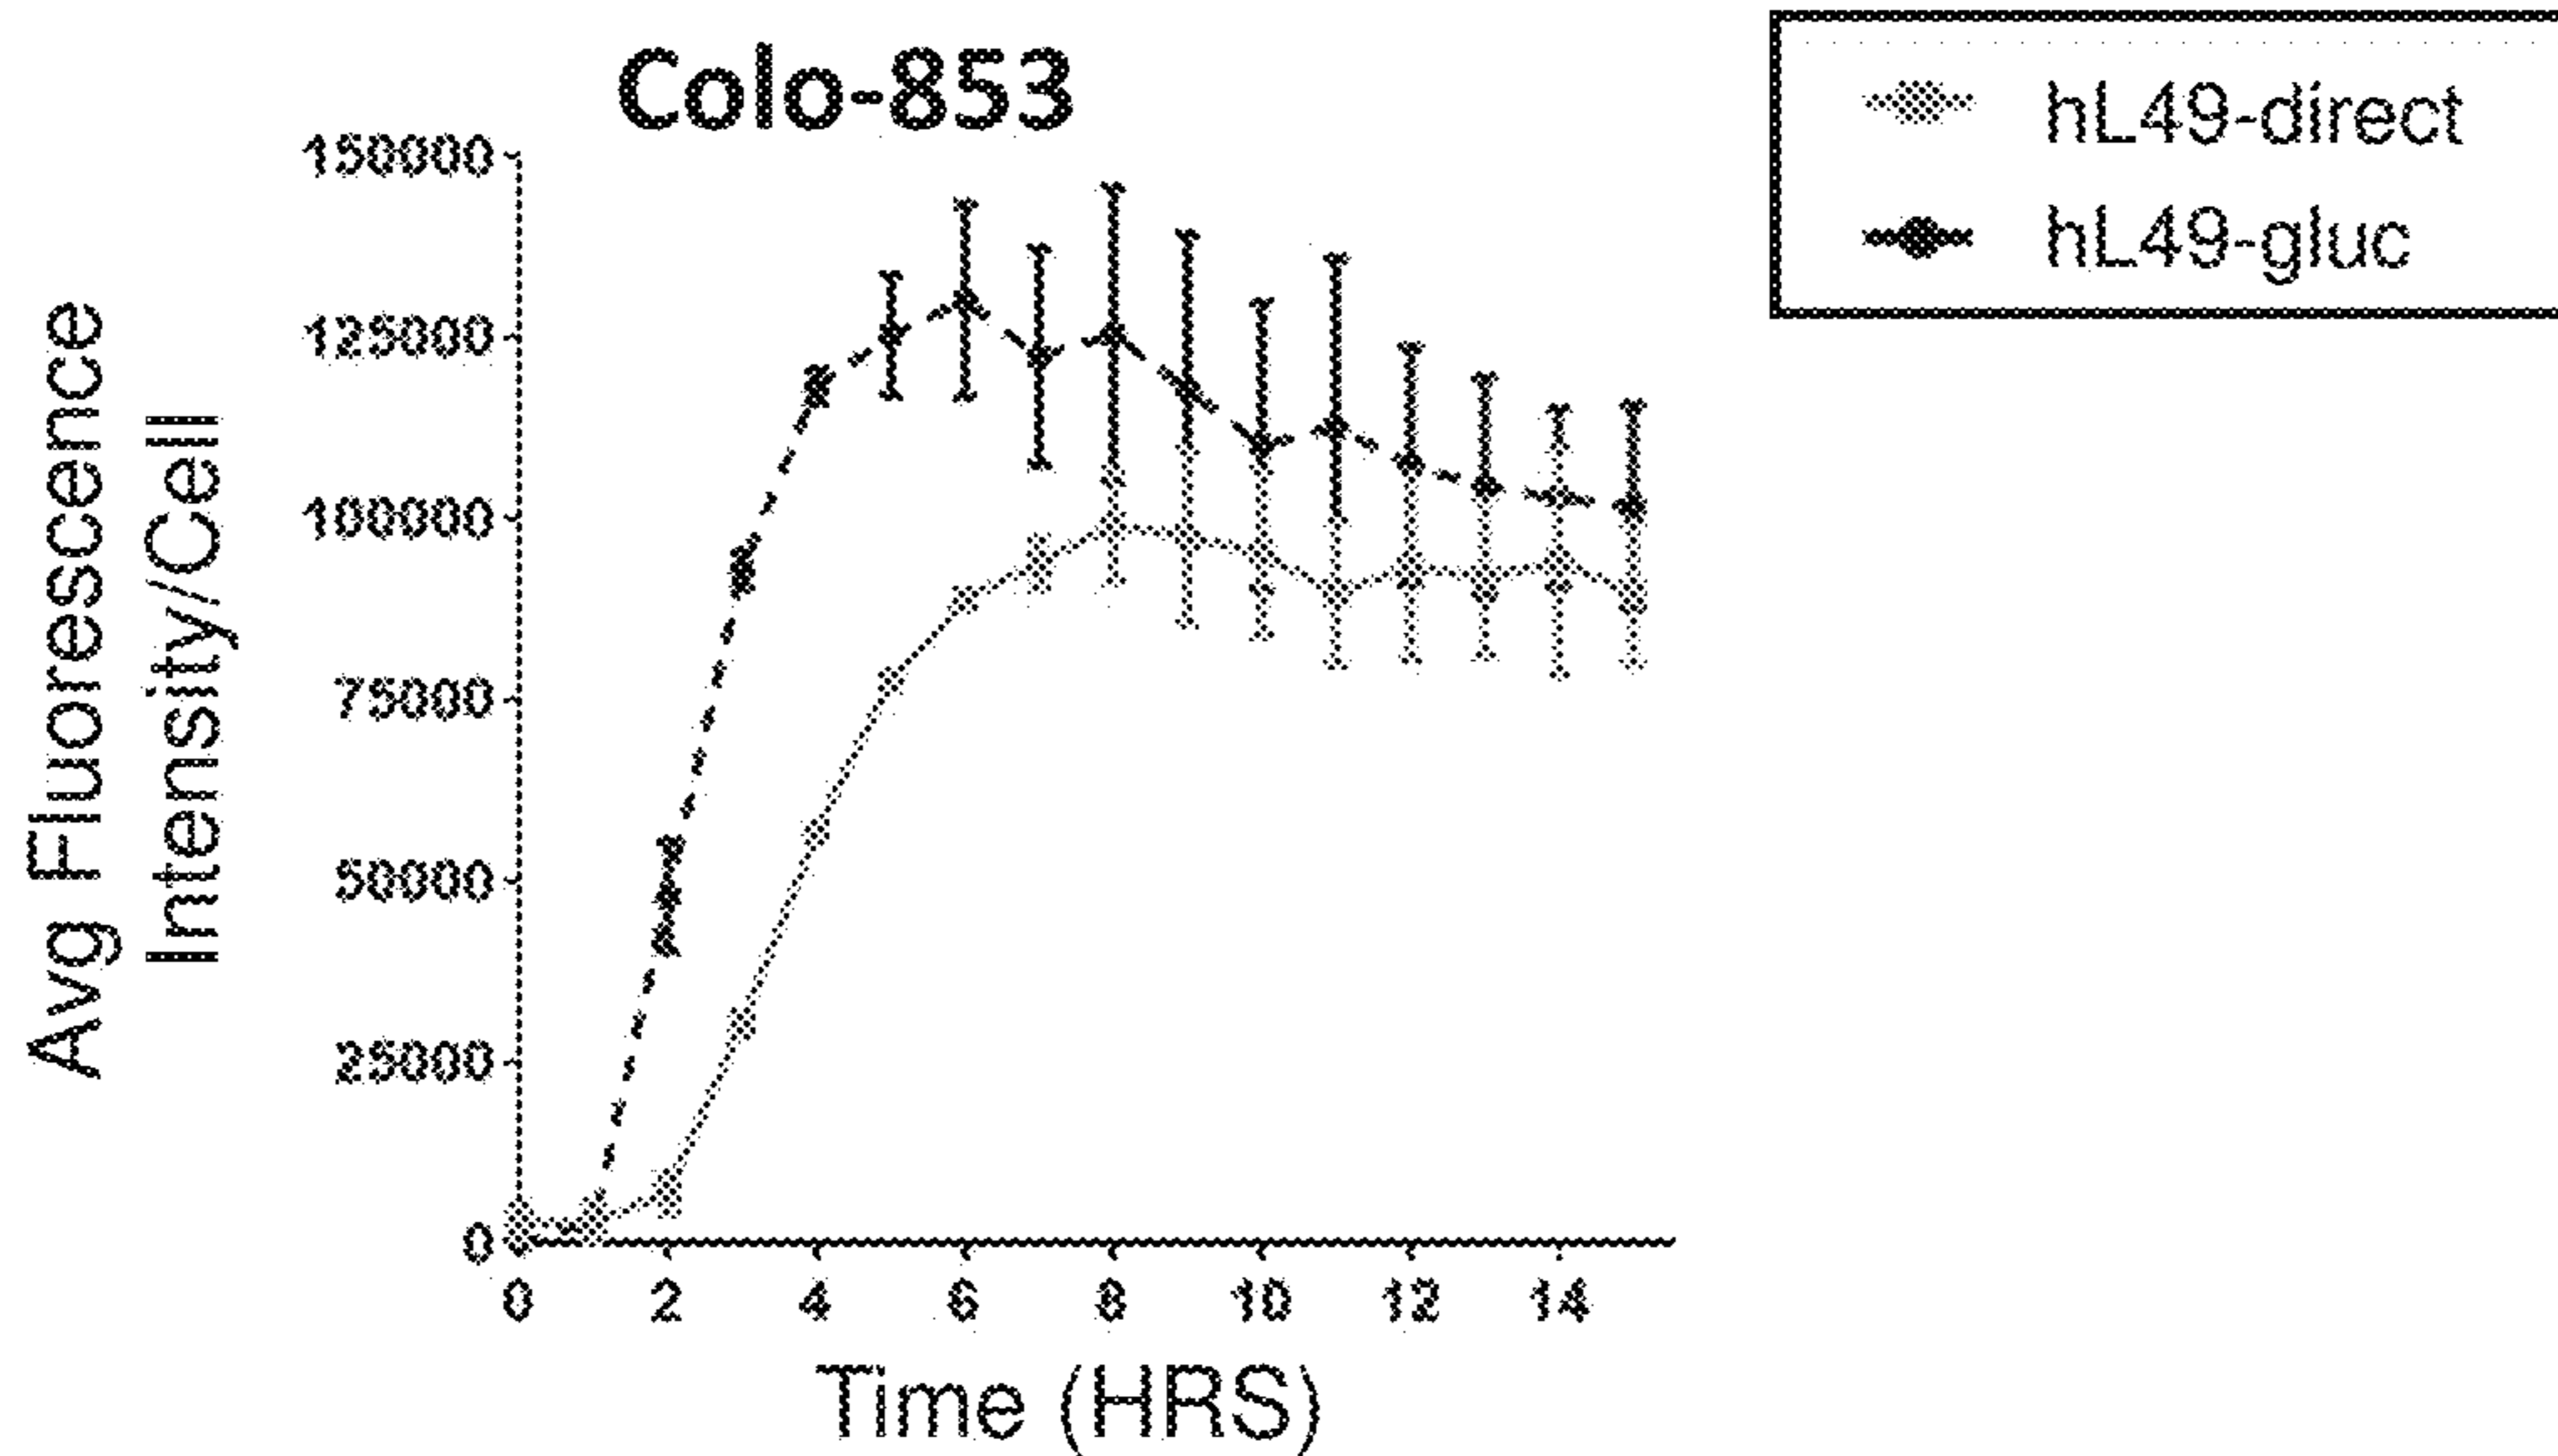 Colo-853
hL49-direct
hL49-gluc
150000
125000
100000
75000
50000
25000
0
Avg Fluorescence
Intensity/Cell
0 2 4 6 8 10 12 14
Time (HRS)